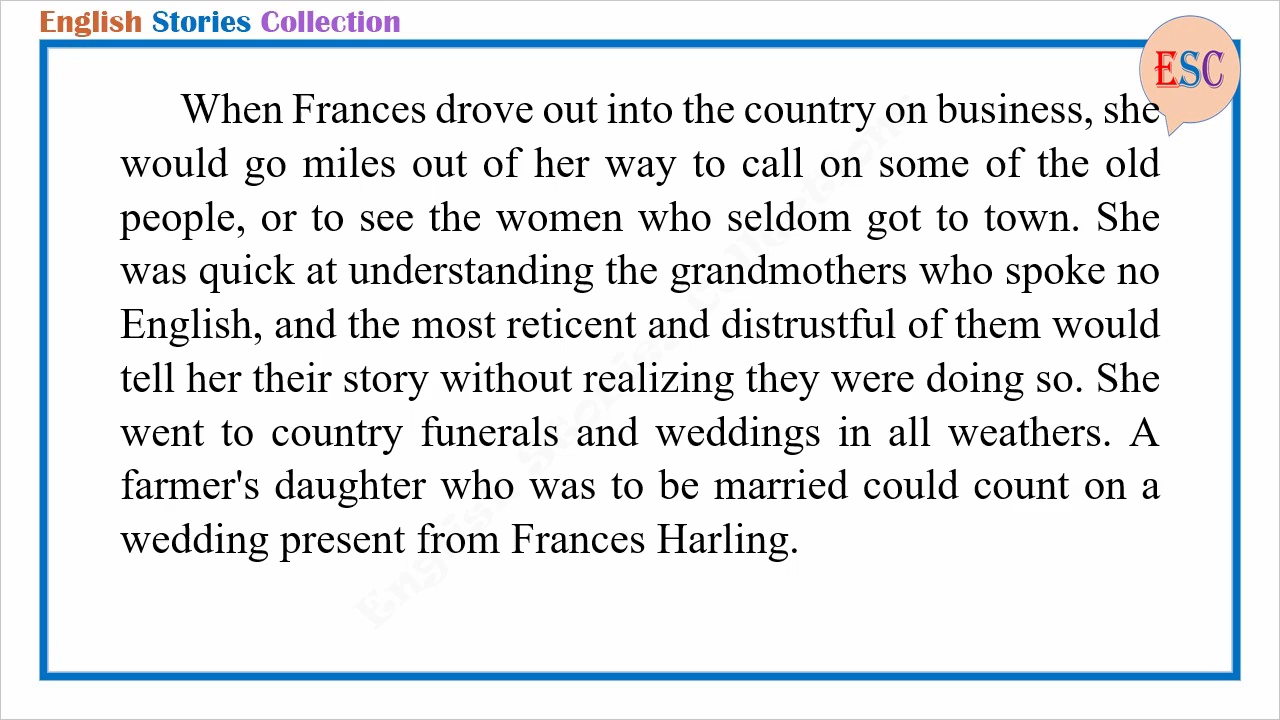 English Stories Collection
ESC
When Frances drove out into the country on business, she
would go miles out of her way to call on some of the old
people, or to see the women who seldom got to town. She
was quick at understanding the grandmothers who spoke no
English, and the most reticent and distrustful of them would
tell her their story without realizing they were doing so. She
went to country funerals and weddings in all weathers. A
farmer's daughter who was to be married could count on a
wedding present from Frances Harling.
English Stories Collection